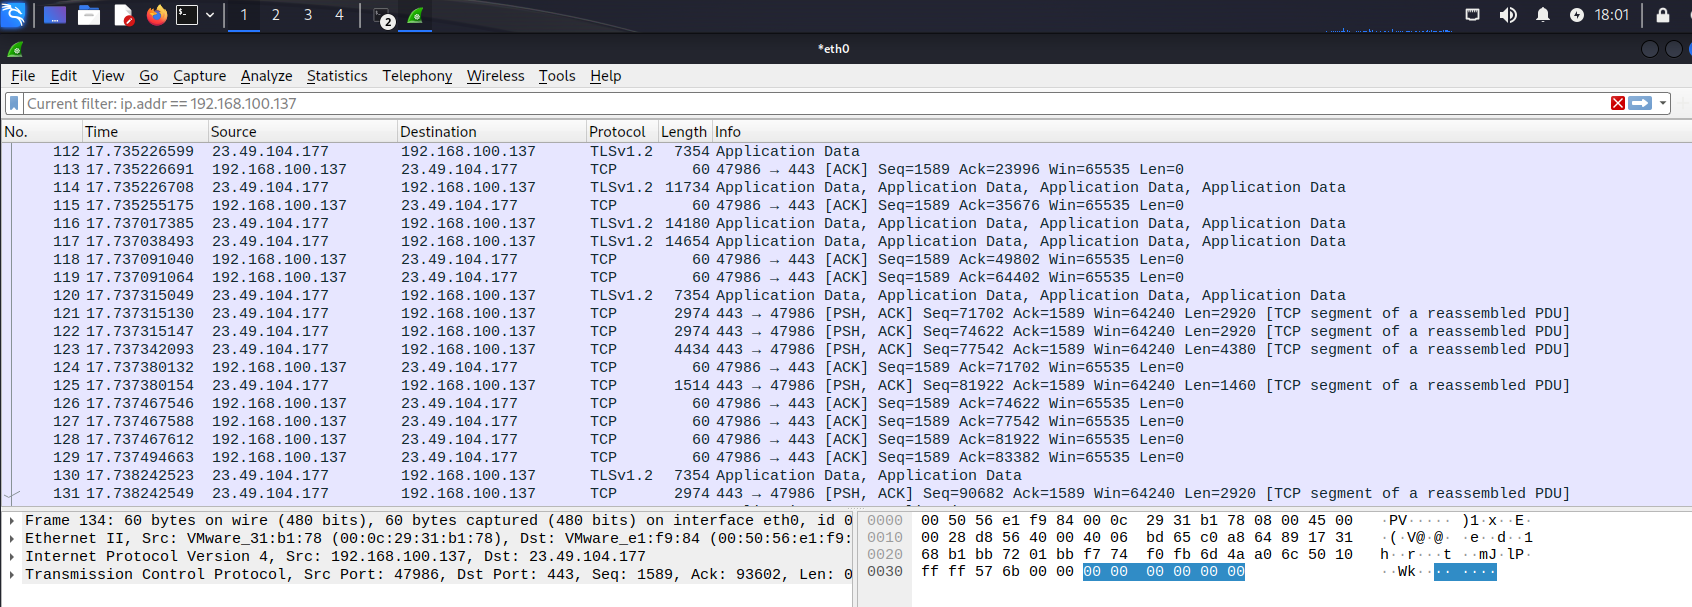 1 2 3 4 2 18:01
*eth0
File Edit View Go Capture Analyze Statistics Telephony Wireless Tools Help
Current filter: ip.addr == 192.168.100.137
No. Time Source Destination Protocol Length Info
112 17.735226599 23.49.104.177 192.168.100.137 TLSv1.2 7354 Application Data
113 17.735226691 192.168.100.137 23.49.104.177 TCP 60 47986 → 443 [ACK] Seq=1589 Ack=23996 Win=65535 Len=0
114 17.735226708 23.49.104.177 192.168.100.137 TLSv1.2 11734 Application Data, Application Data, Application Data, Application Data
115 17.735255175 192.168.100.137 23.49.104.177 TCP 60 47986 → 443 [ACK] Seq=1589 Ack=35676 Win=65535 Len=0
116 17.737017385 23.49.104.177 192.168.100.137 TLSv1.2 14180 Application Data, Application Data, Application Data, Application Data
117 17.737038493 23.49.104.177 192.168.100.137 TLSv1.2 14654 Application Data, Application Data, Application Data, Application Data
118 17.737091040 192.168.100.137 23.49.104.177 TCP 60 47986 → 443 [ACK] Seq=1589 Ack=49802 Win=65535 Len=0
119 17.737091064 192.168.100.137 23.49.104.177 TCP 60 47986 → 443 [ACK] Seq=1589 Ack=64402 Win=65535 Len=0
120 17.737315049 23.49.104.177 192.168.100.137 TLSv1.2 7354 Application Data, Application Data, Application Data, Application Data
121 17.737315130 23.49.104.177 192.168.100.137 TCP 2974 443 → 47986 [PSH, ACK] Seq=71702 Ack=1589 Win=64240 Len=2920 [TCP segment of a reassembled PDU]
122 17.737315147 23.49.104.177 192.168.100.137 TCP 2974 443 → 47986 [PSH, ACK] Seq=74622 Ack=1589 Win=64240 Len=2920 [TCP segment of a reassembled PDU]
123 17.737342093 23.49.104.177 192.168.100.137 TCP 4434 443 → 47986 [PSH, ACK] Seq=77542 Ack=1589 Win=64240 Len=4380 [TCP segment of a reassembled PDU]
124 17.737380132 192.168.100.137 23.49.104.177 TCP 60 47986 → 443 [ACK] Seq=1589 Ack=71702 Win=65535 Len=0
125 17.737380154 23.49.104.177 192.168.100.137 TCP 1514 443 → 47986 [PSH, ACK] Seq=81922 Ack=1589 Win=64240 Len=1460 [TCP segment of a reassembled PDU]
126 17.737467546 192.168.100.137 23.49.104.177 TCP 60 47986 → 443 [ACK] Seq=1589 Ack=74622 Win=65535 Len=0
127 17.737467588 192.168.100.137 23.49.104.177 TCP 60 47986 → 443 [ACK] Seq=1589 Ack=77542 Win=65535 Len=0
128 17.737467612 192.168.100.137 23.49.104.177 TCP 60 47986 → 443 [ACK] Seq=1589 Ack=81922 Win=65535 Len=0
129 17.737494663 192.168.100.137 23.49.104.177 TCP 60 47986 → 443 [ACK] Seq=1589 Ack=83382 Win=65535 Len=0
130 17.738242523 23.49.104.177 192.168.100.137 TLSv1.2 7354 Application Data, Application Data
131 17.738242549 23.49.104.177 192.168.100.137 TCP 2974 443 → 47986 [PSH, ACK] Seq=90682 Ack=1589 Win=64240 Len=2920 [TCP segment of a reassembled PDU]
Frame 134: 60 bytes on wire (480 bits), 60 bytes captured (480 bits) on interface eth0, id 0
Ethernet II, Src: VMware_31:b1:78 (00:0c:29:31:b1:78), Dst: VMware_e1:f9:84 (00:50:56:e1:f9:
Internet Protocol Version 4, Src: 192.168.100.137, Dst: 23.49.104.177
Transmission Control Protocol, Src Port: 47986, Dst Port: 443, Seq: 1589, Ack: 93602, Len: 0
0000 00 50 56 e1 f9 84 00 0c 29 31 b1 78 08 00 45 00 ·PV····· )1·x··E·
0010 00 28 d8 56 40 00 40 06 bd 65 c0 a8 64 89 17 31 ·(·V@·@· ·e··d··1
0020 68 b1 bb 72 01 bb f7 74 f0 fb 6d 4a a0 6c 50 10 h··r···t ··mJ·lP·
0030 ff ff 57 6b 00 00 00 00 00 00 00 00 ··Wk···· ····